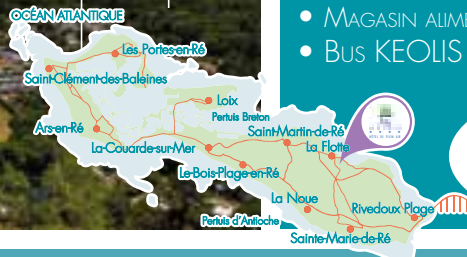 OCÉAN ATLANTIQUE
• MAGASIN ALIME
• BUS KEOLIS
Les Portes-en-Ré
Saint-Clément-des-Baleines
Loix
Pertuis Breton
Ars-en-Ré
Saint-Martin-de-Ré
La Flotte
La-Couarde-sur-Mer
Le-Bois-Plage-en-Ré
La Noue
Rivedoux Plage
Pertuis d'Antioche
Sainte-Marie-de-Ré